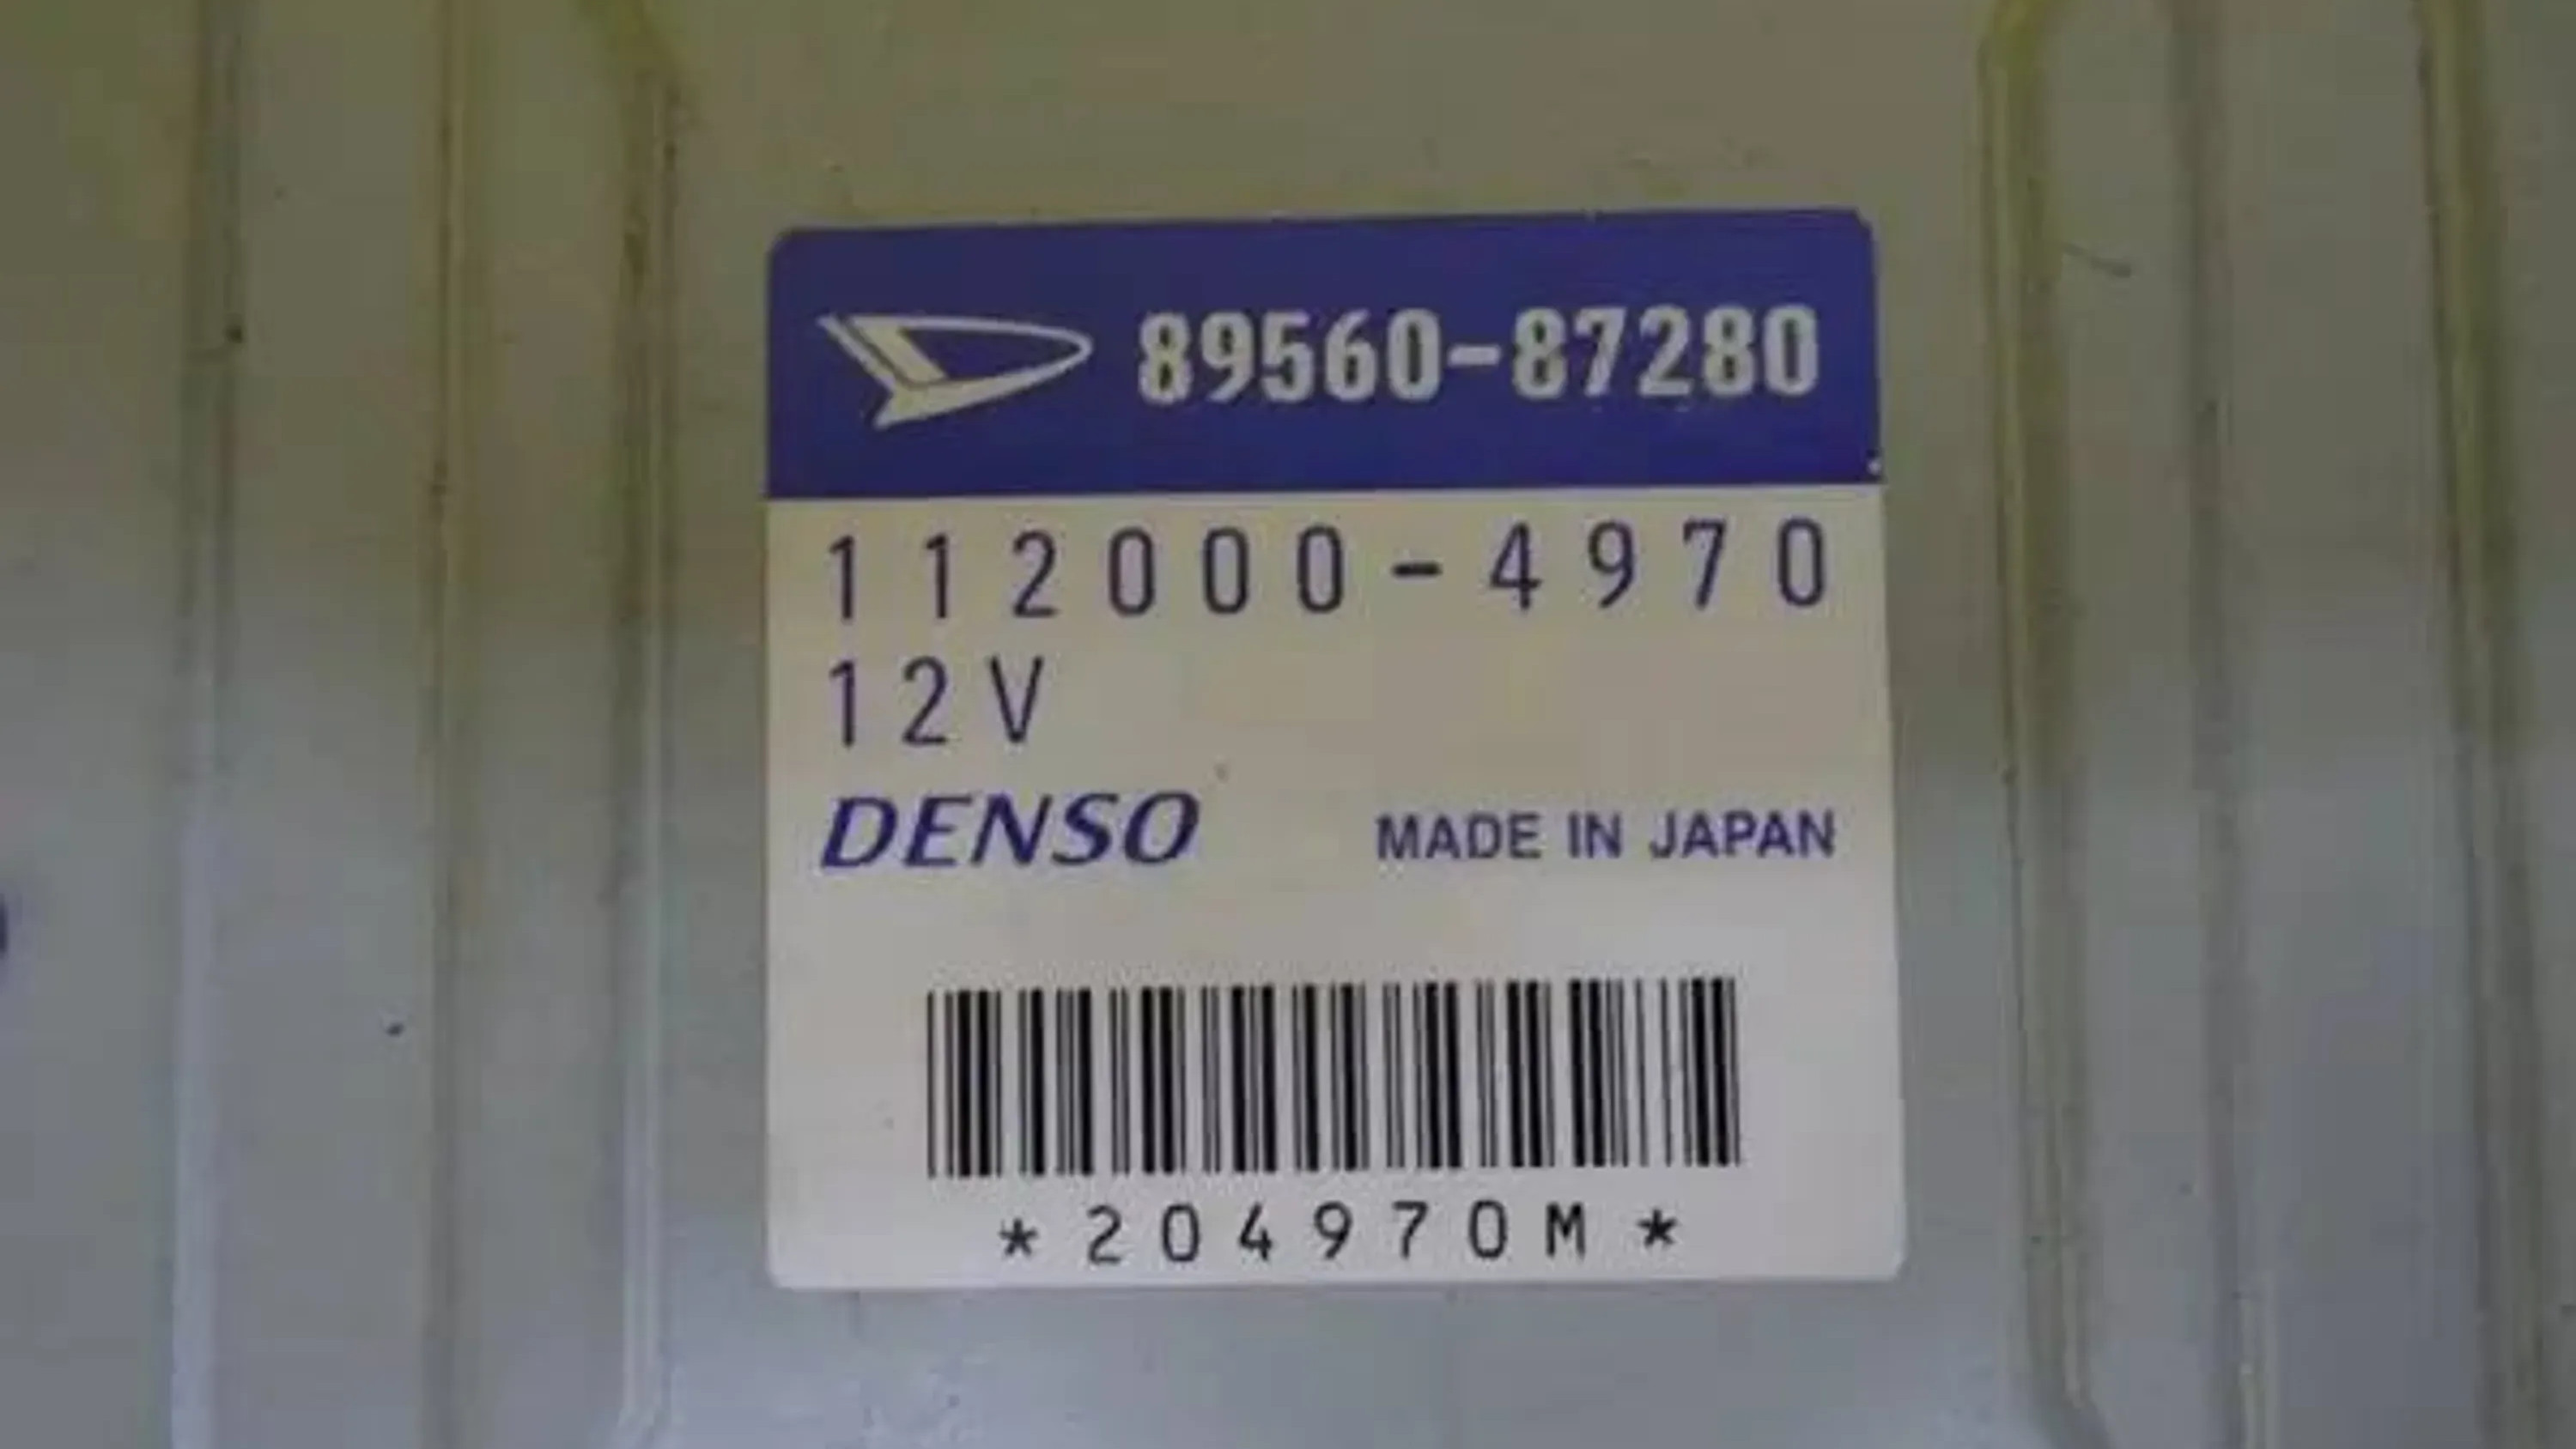 89560-87280
112000-4970
12V
DENSO MADE IN JAPAN
*204970M*